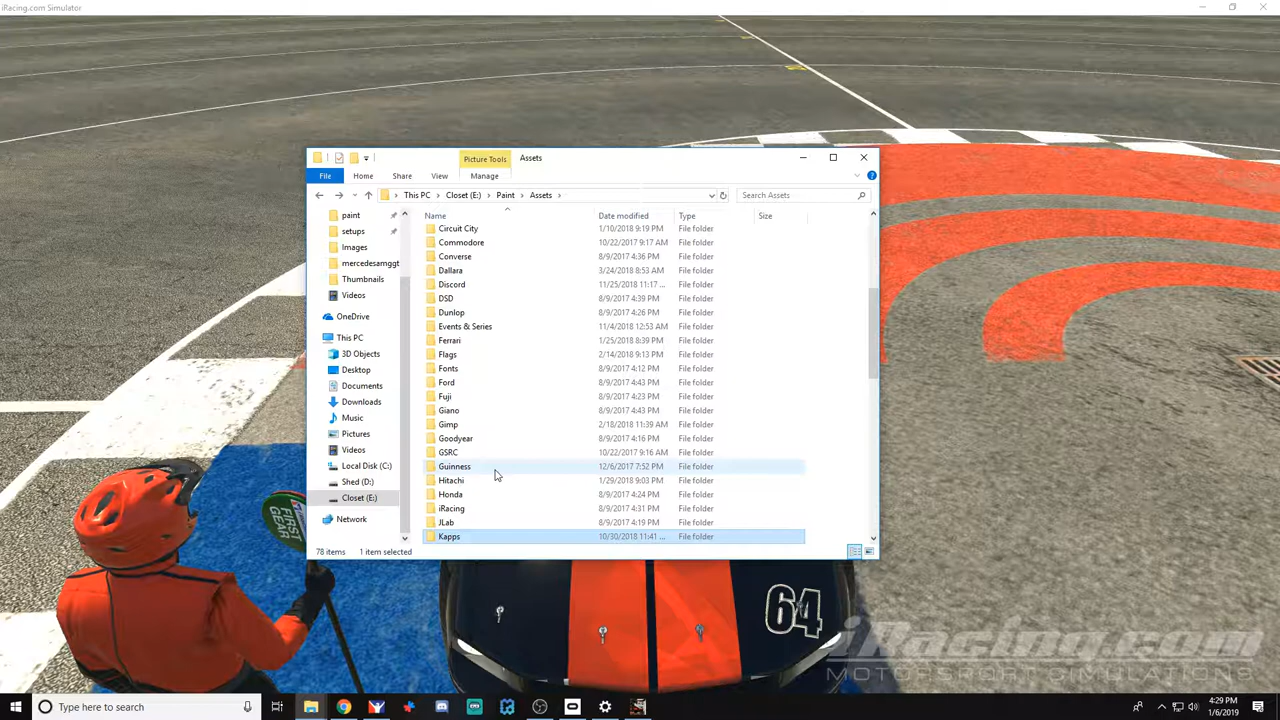 iRacing.com Simulator
Picture Tools
Assets
File
Home
Share
View
Manage
This PC
Closet (E:)
Paint
Assets
Search Assets
paint
setups
Images
mercedesamggt
Thumbnails
Videos
OneDrive
This PC
3D Objects
Desktop
Documents
Downloads
Music
Pictures
Videos
Local Disk (C:)
Shed (D:)
Closet (E:)
Network
Name Date modified Type Size
Circuit City 1/10/2018 9:19 PM File folder
Commodore 10/22/2017 9:17 AM File folder
Converse 8/9/2017 4:36 PM File folder
Dallara 3/24/2018 8:53 AM File folder
Discord 11/25/2018 11:17 ... File folder
DSD 8/9/2017 4:39 PM File folder
Dunlop 8/9/2017 4:26 PM File folder
Events & Series 11/4/2018 12:53 AM File folder
Ferrari 1/25/2018 8:39 PM File folder
Flags 2/14/2018 9:13 PM File folder
Fonts 8/9/2017 4:12 PM File folder
Ford 8/9/2017 4:43 PM File folder
Fuji 8/9/2017 4:23 PM File folder
Giano 8/9/2017 4:43 PM File folder
Gimp 2/18/2018 11:39 AM File folder
Goodyear 8/9/2017 4:16 PM File folder
GSRC 10/22/2017 9:16 AM File folder
Guinness 12/6/2017 7:52 PM File folder
Hitachi 1/29/2018 9:03 PM File folder
Honda 8/9/2017 4:24 PM File folder
iRacing 8/9/2017 4:31 PM File folder
JLab 8/9/2017 4:19 PM File folder
Kapps 10/30/2018 11:41 ... File folder
78 items 1 item selected
FIRST GEAR
64
iRacing.com
MOTORSPORT SIMULATIONS
Type here to search
4:29 PM
1/6/2019